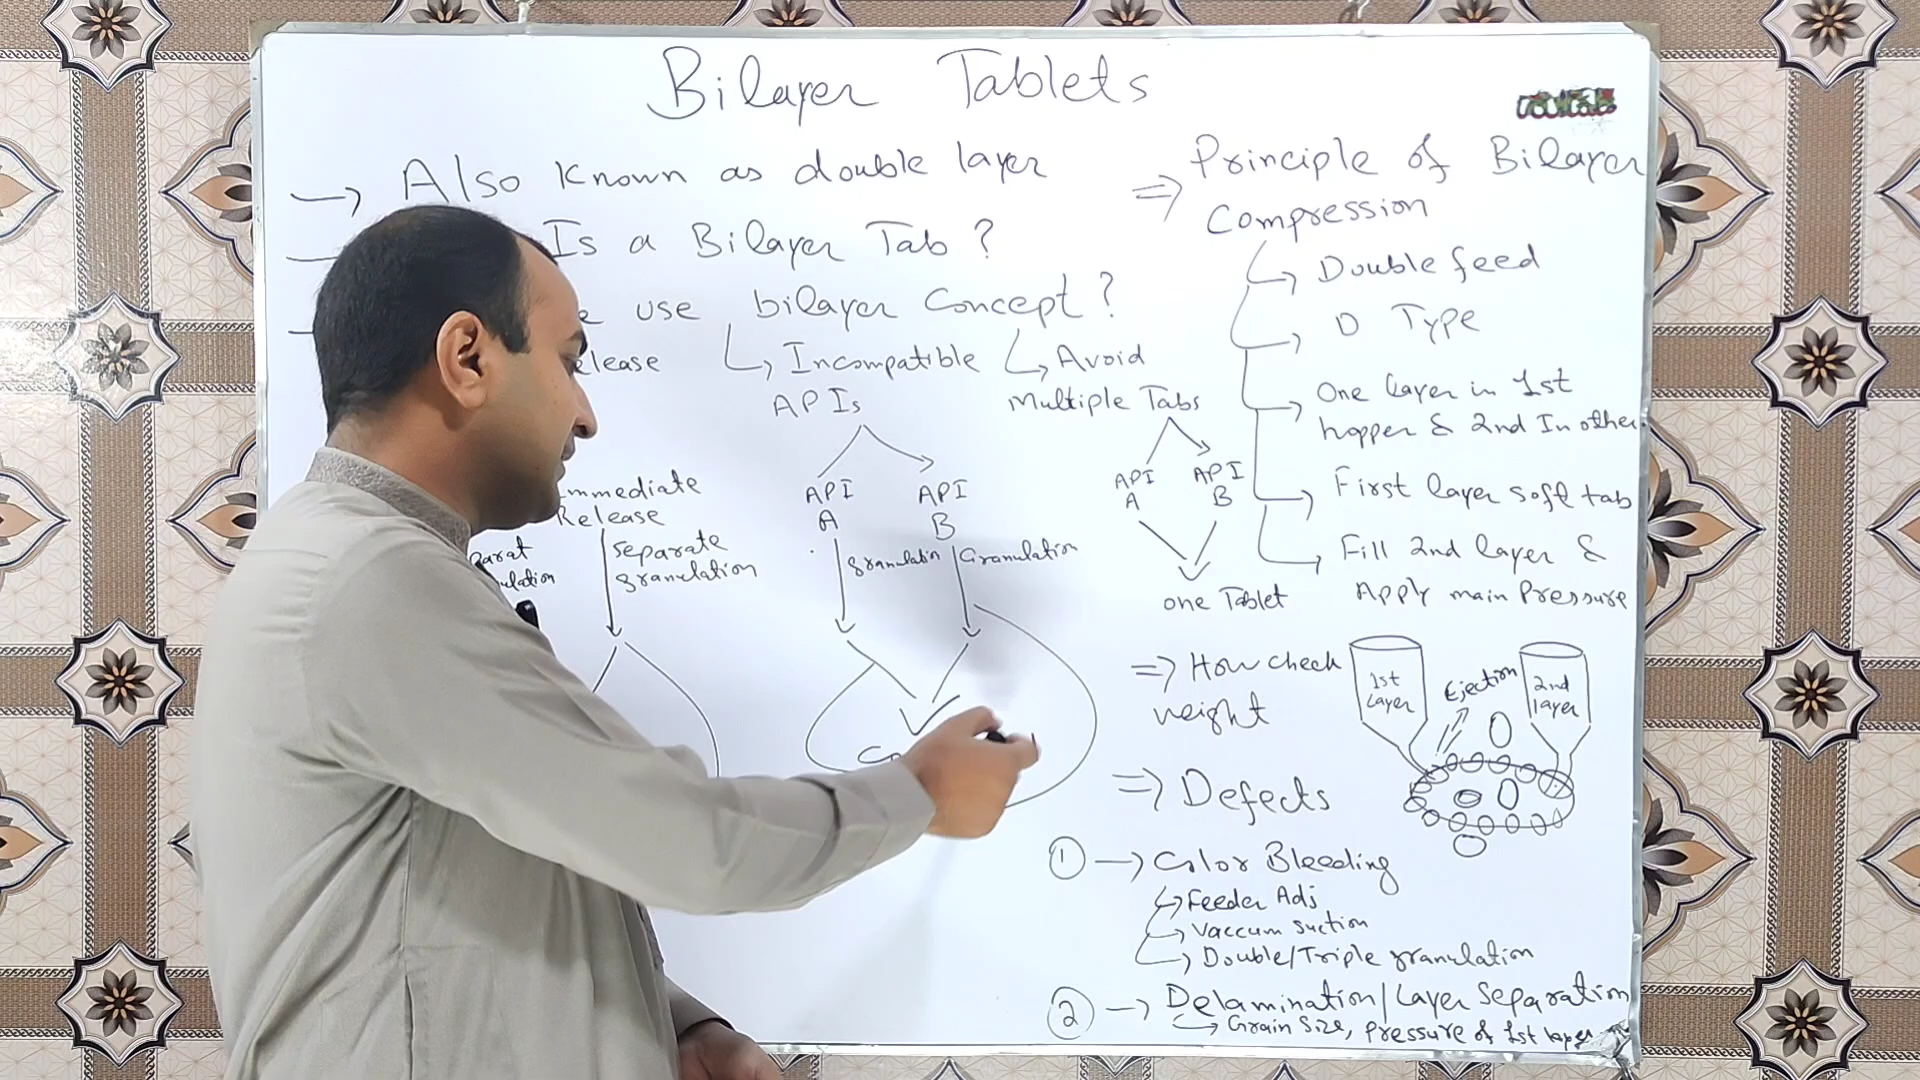 Bilayer Tablets
Also Known as double layer
Is a Bilayer Tab?
use bilayer Concept?
elease
Incompatible
APIs
Avoid
Multiple Tabs
mmediate
Release
Separate
granulation
parat
ulation
API
A
API
B
granulation
Granulation
API
A
API
B
one Tablet
Principle of Bilayer
Compression
Double feed
D Type
One layer in 1st
hopper & 2nd In other.
First layer soft tab
Fill 2nd layer &
Apply main Pressure
How check
weight
1st
Layer
Ejection
2nd
layer
Defects
1 Color Bleeding
Feeder Adj
Vaccum suction
Double/Triple granulation
2 Delamination/Layer Separation
Grain Size, pressure of 1st layer